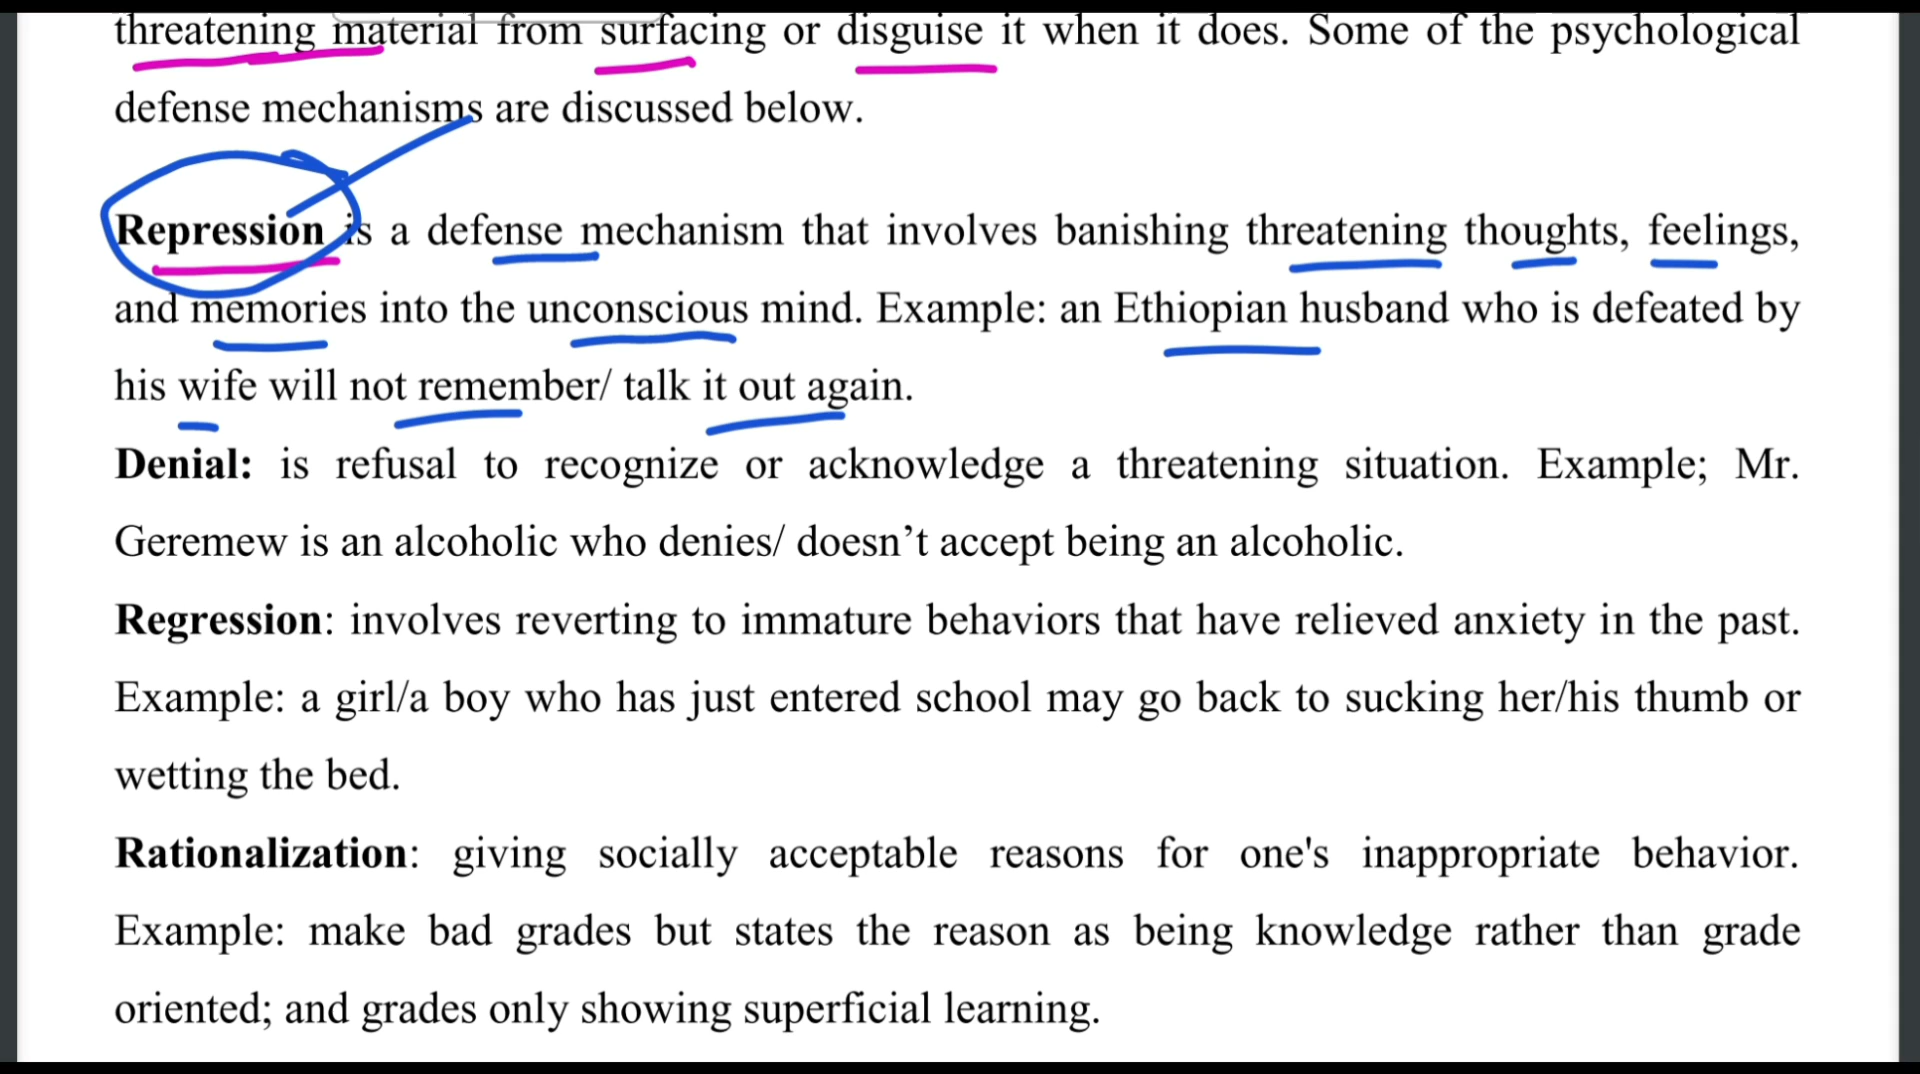 threatening material from surfacing or disguise it when it does. Some of the psychological
defense mechanisms are discussed below.
Repression is a defense mechanism that involves banishing threatening thoughts, feelings,
and memories into the unconscious mind. Example: an Ethiopian husband who is defeated by
his wife will not remember/ talk it out again.
Denial: is refusal to recognize or acknowledge a threatening situation. Example; Mr.
Geremew is an alcoholic who denies/ doesn’t accept being an alcoholic.
Regression: involves reverting to immature behaviors that have relieved anxiety in the past.
Example: a girl/a boy who has just entered school may go back to sucking her/his thumb or
wetting the bed.
Rationalization: giving socially acceptable reasons for one's inappropriate behavior.
Example: make bad grades but states the reason as being knowledge rather than grade
oriented; and grades only showing superficial learning.